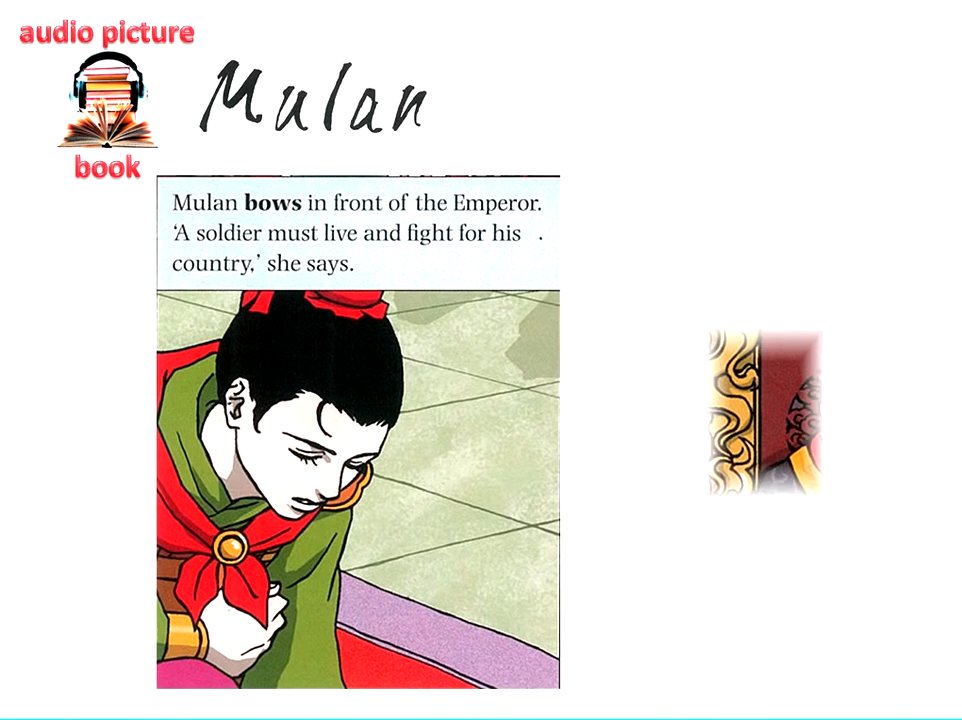 audio picture
book
Mulan
Mulan bows in front of the Emperor.
‘A soldier must live and fight for his
country,’ she says.